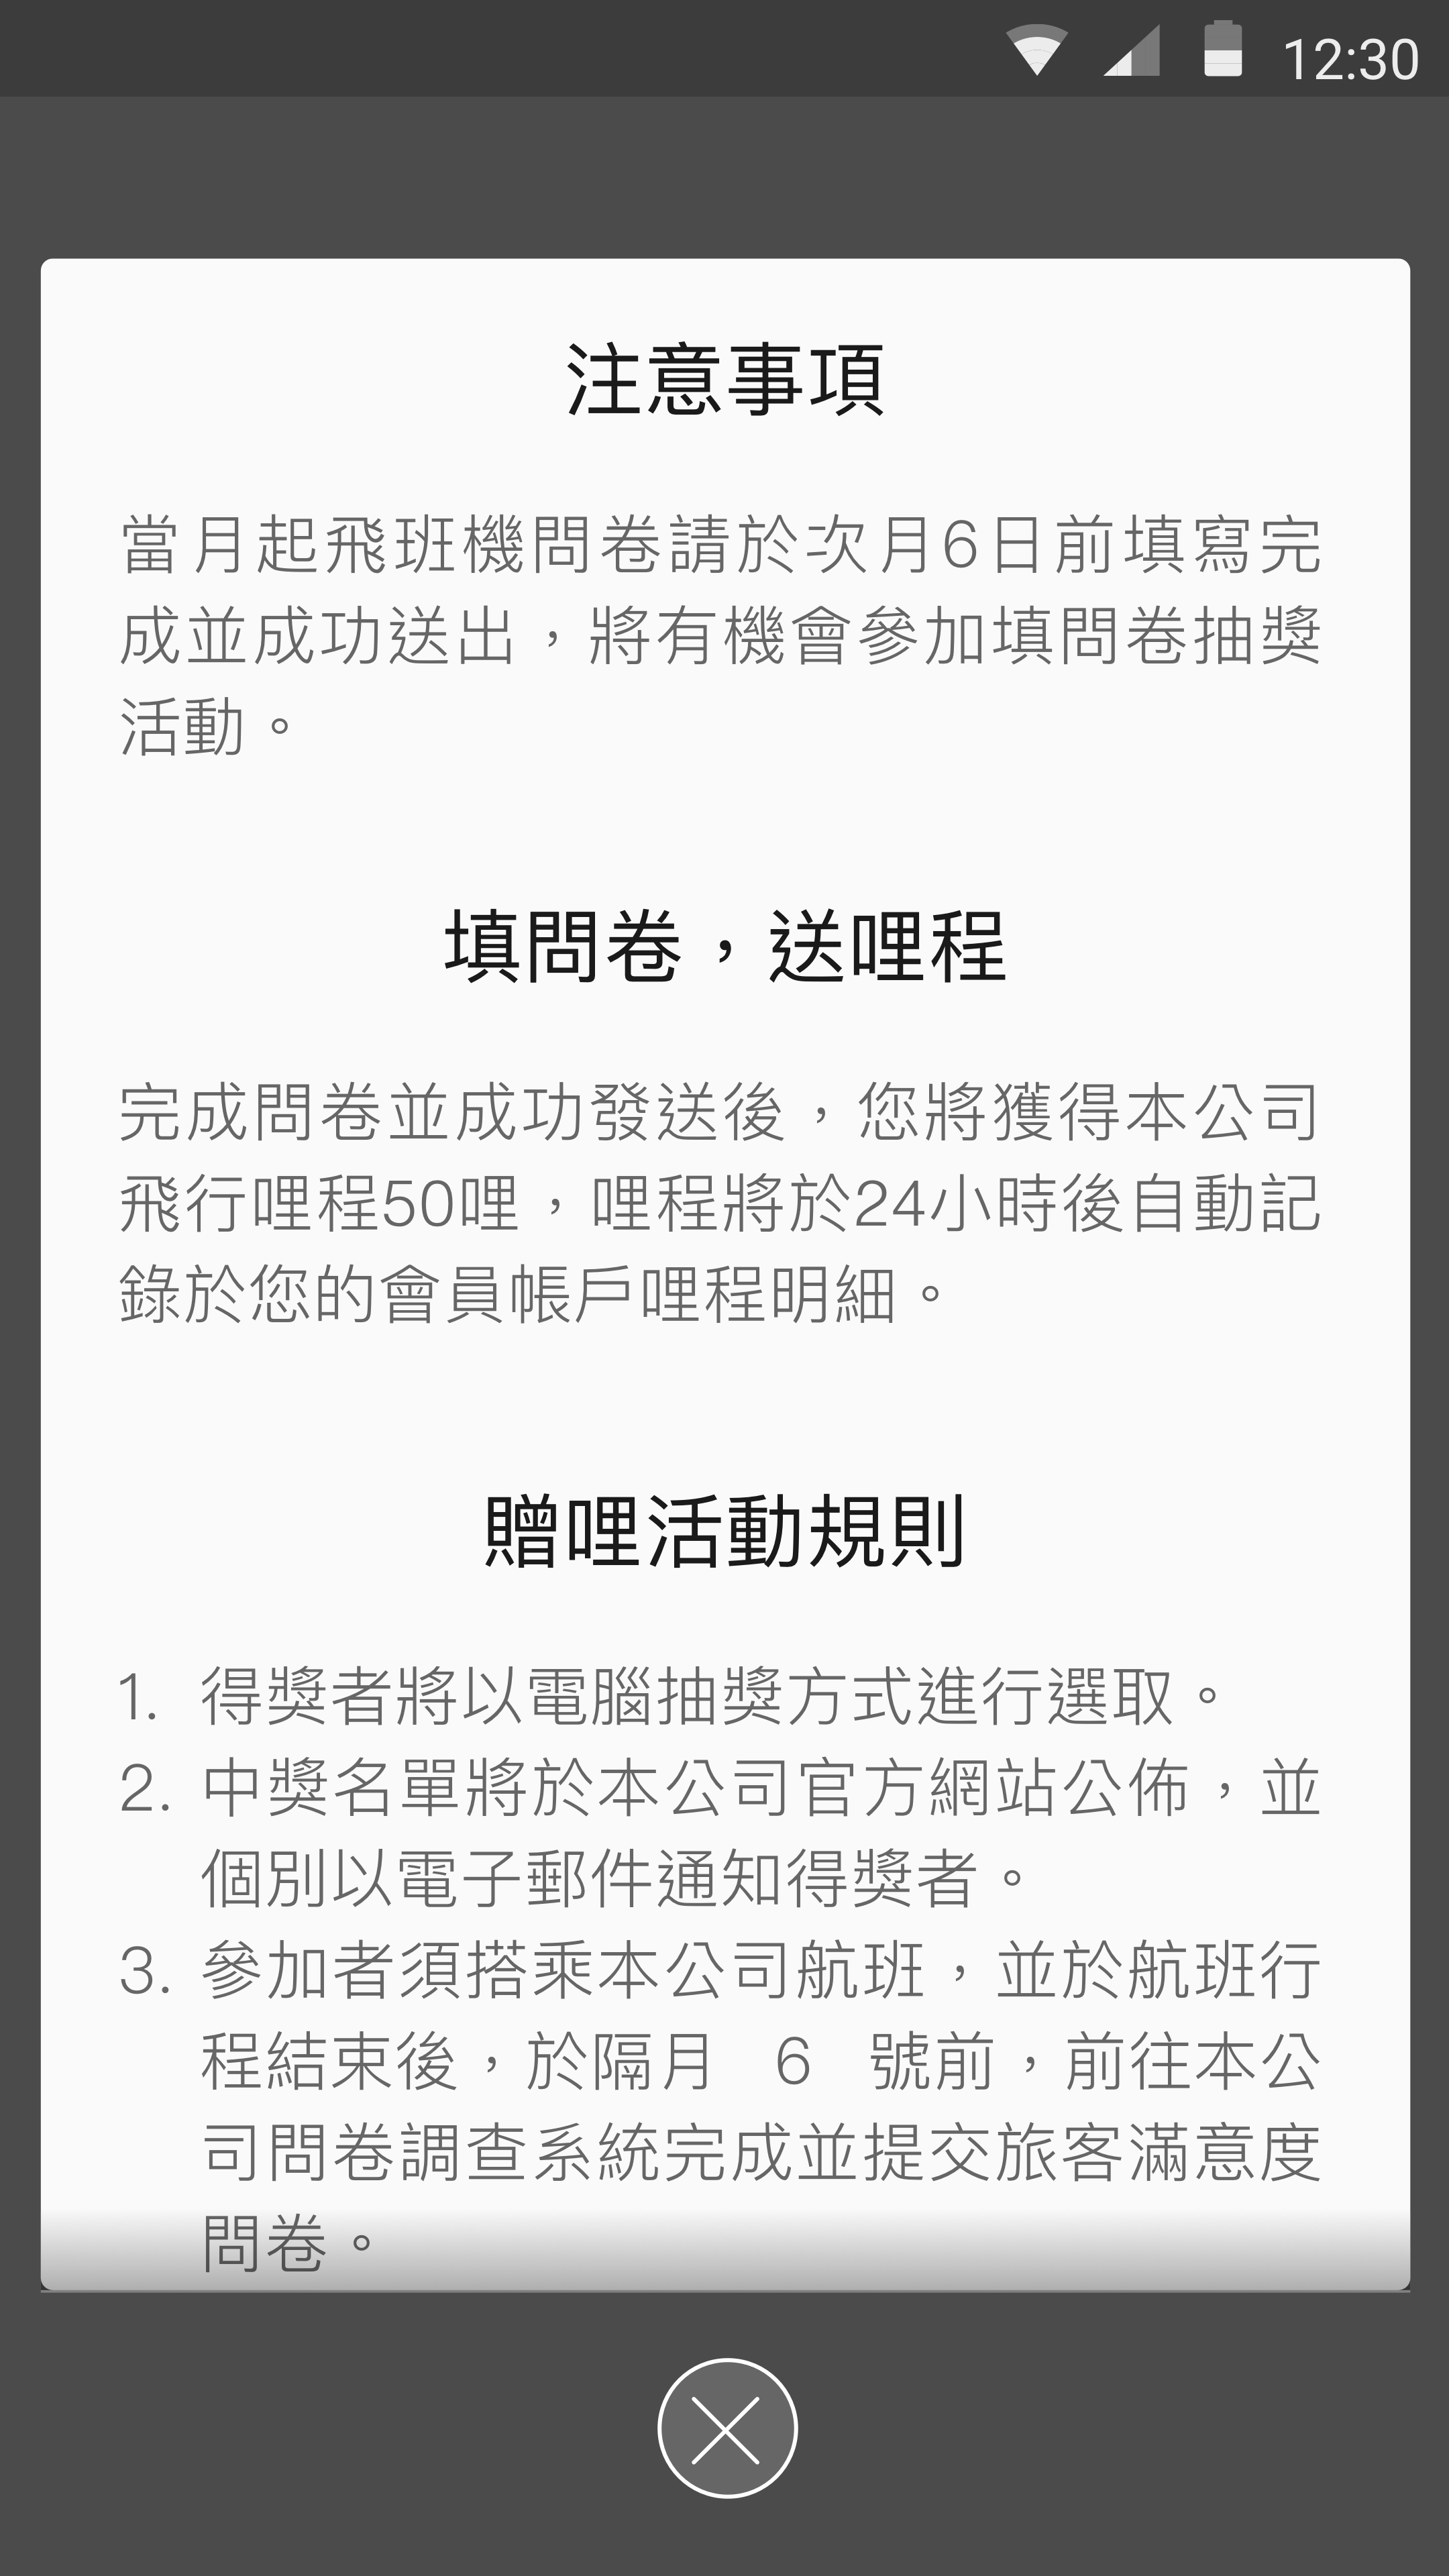 12:30
注意事項
當月起飛班機問卷請於次月6日前填寫完
成並成功送出，將有機會參加填問卷抽獎
活動。
填問卷，送哩程
完成問卷並成功發送後，您將獲得本公司
飛行哩程50哩，哩程將於24小時後自動記
錄於您的會員帳戶哩程明細。
贈哩活動規則
1. 得獎者將以電腦抽獎方式進行選取。
2. 中獎名單將於本公司官方網站公佈，並
個別以電子郵件通知得獎者。
3. 參加者須搭乘本公司航班，並於航班行
程結束後，於隔月 6 號前，前往本公
司問卷調查系統完成並提交旅客滿意度
問卷。